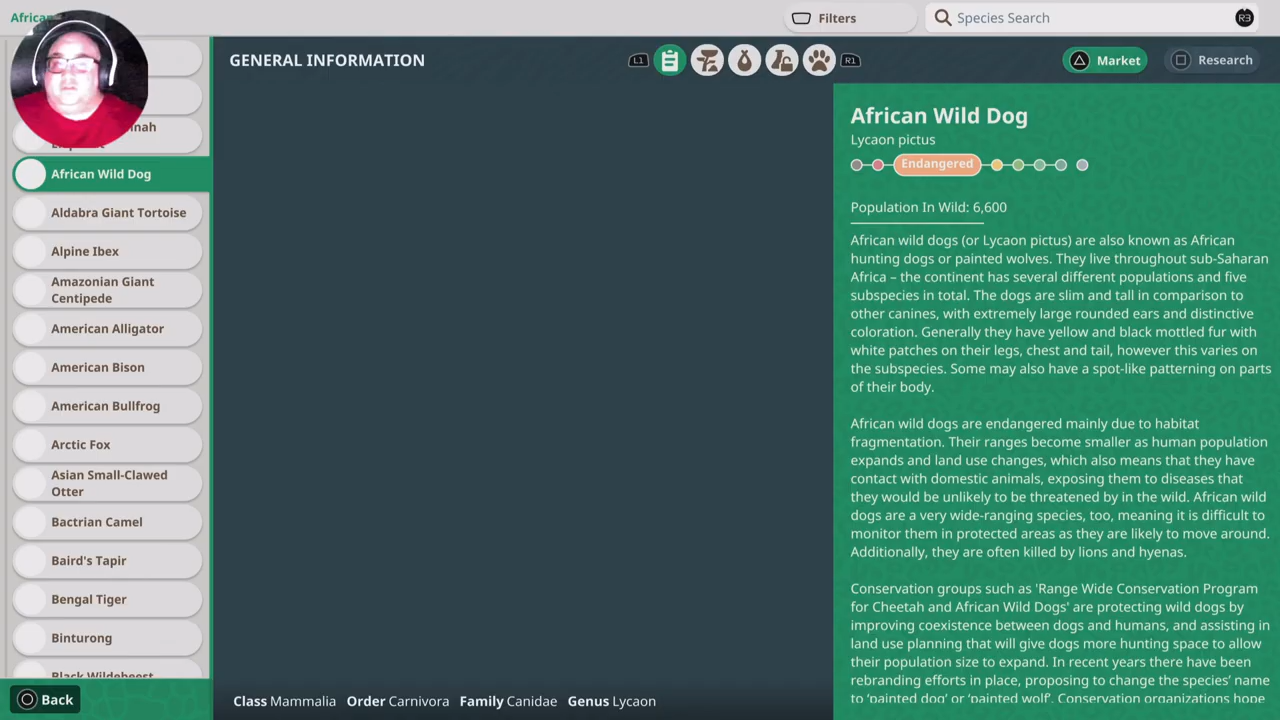 African
Filters
Species Search
R3
GENERAL INFORMATION
L1
R1
Market
Research
African Wild Dog
Aldabra Giant Tortoise
Alpine Ibex
Amazonian Giant
Centipede
American Alligator
American Bison
American Bullfrog
Arctic Fox
Asian Small-Clawed
Otter
Bactrian Camel
Baird's Tapir
Bengal Tiger
Binturong
Black Wildebeest
Back
African Wild Dog
Lycaon pictus
Endangered
Population In Wild: 6,600
African wild dogs (or Lycaon pictus) are also known as African
hunting dogs or painted wolves. They live throughout sub-Saharan
Africa – the continent has several different populations and five
subspecies in total. The dogs are slim and tall in comparison to
other canines, with extremely large rounded ears and distinctive
coloration. Generally they have yellow and black mottled fur with
white patches on their legs, chest and tail, however this varies on
the subspecies. Some may also have a spot-like patterning on parts
of their body.
African wild dogs are endangered mainly due to habitat
fragmentation. Their ranges become smaller as human population
expands and land use changes, which also means that they have
contact with domestic animals, exposing them to diseases that
they would be unlikely to be threatened by in the wild. African wild
dogs are a very wide-ranging species, too, meaning it is difficult to
monitor them in protected areas as they are likely to move around.
Additionally, they are often killed by lions and hyenas.
Conservation groups such as 'Range Wide Conservation Program
for Cheetah and African Wild Dogs' are protecting wild dogs by
improving coexistence between dogs and humans, and assisting in
land use planning that will give dogs more hunting space to allow
their population size to expand. In recent years there have been
rebranding efforts in place, proposing to change the species’ name
to ‘painted dog’ or ‘painted wolf’. Conservation organizations hope
Class Mammalia Order Carnivora Family Canidae Genus Lycaon